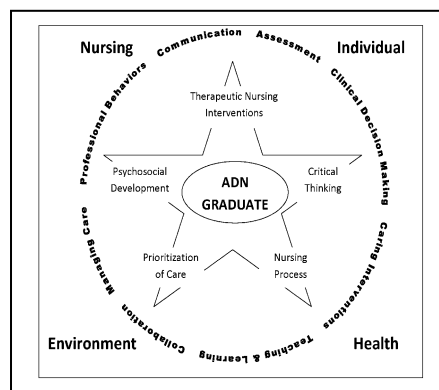 Nursing
Individual
Communication
Assessment
Clinical Decision Making
Caring Interventions
Teaching & Learning
Collaboration
Managing Care
Professional Behaviors
Therapeutic Nursing
Interventions
Psychosocial
Development
Critical
Thinking
ADN
GRADUATE
Prioritization
of Care
Nursing
Process
Environment
Health